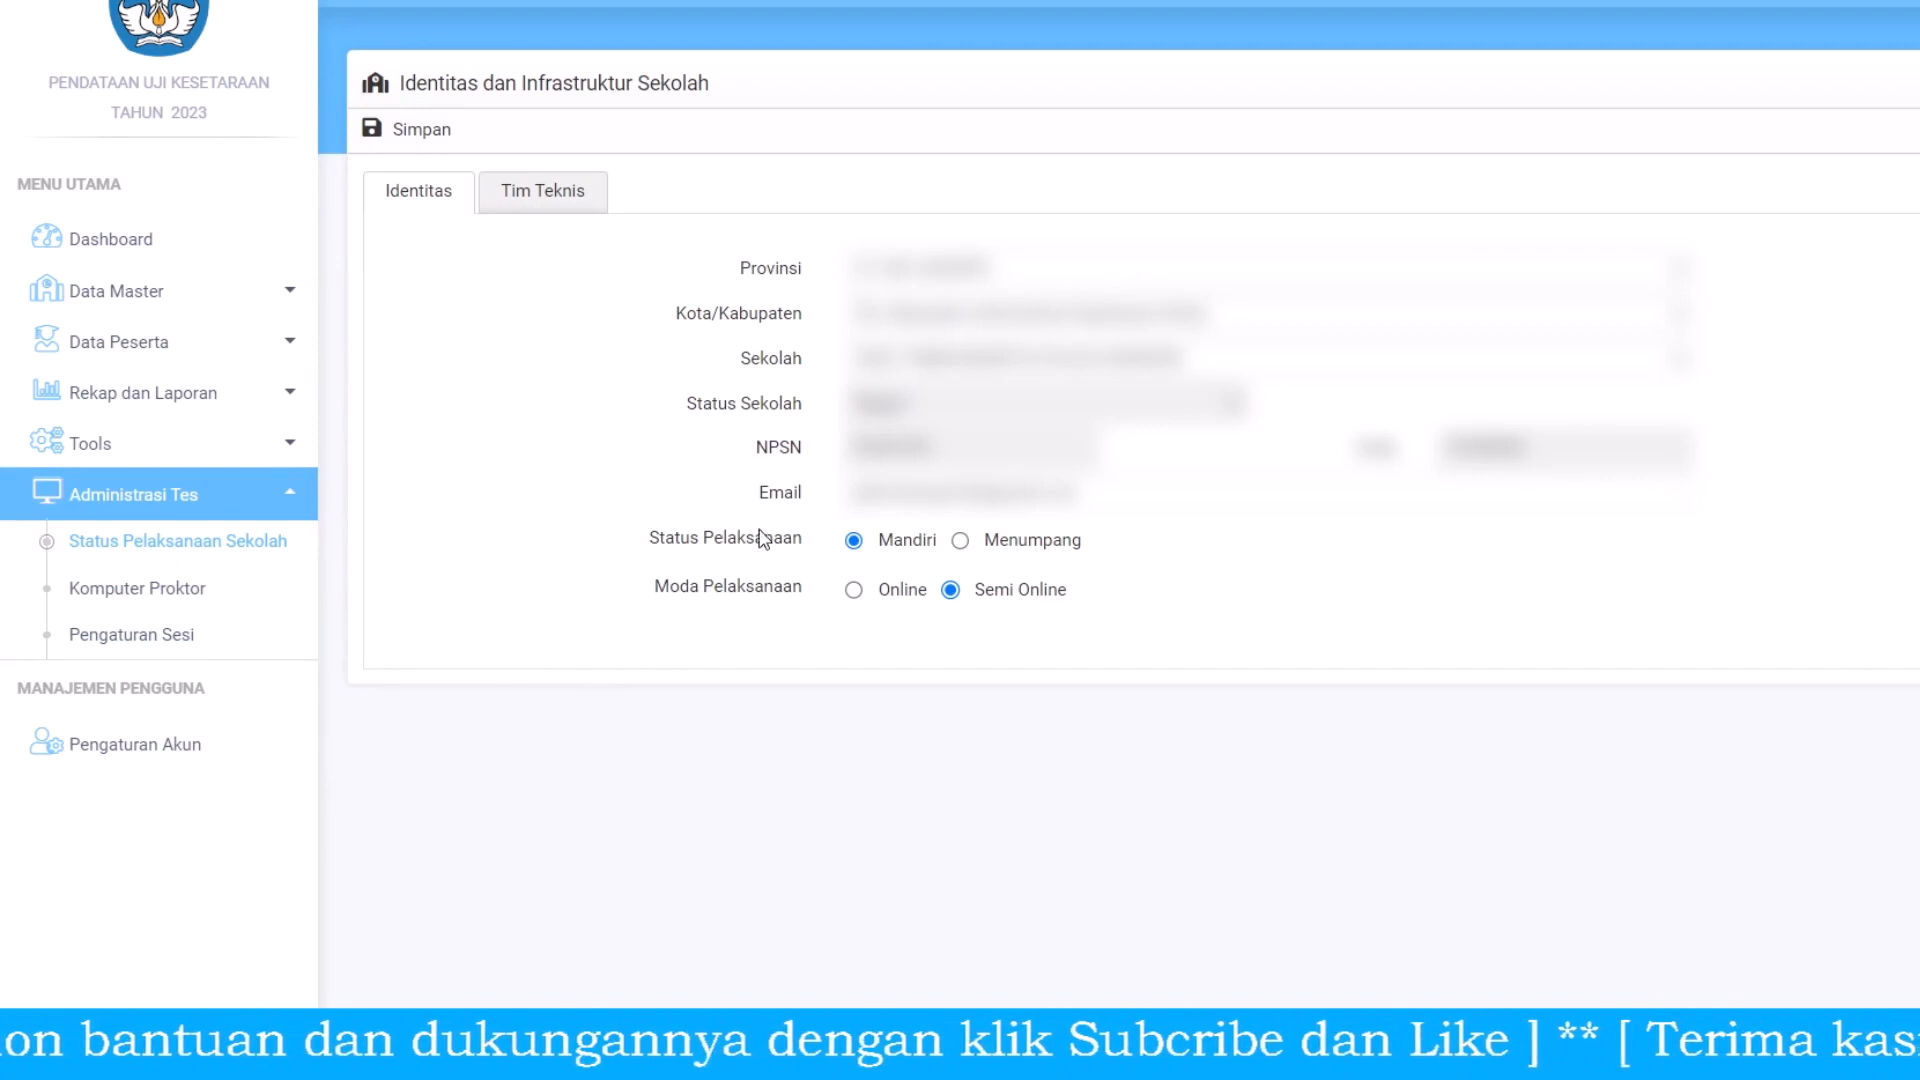 PENDATAAN UJI KESETARAAN
TAHUN 2023
MENU UTAMA
Dashboard
Data Master
Data Peserta
Rekap dan Laporan
Tools
Administrasi Tes
Status Pelaksanaan Sekolah
Komputer Proktor
Pengaturan Sesi
MANAJEMEN PENGGUNA
Pengaturan Akun
Identitas dan Infrastruktur Sekolah
Simpan
Identitas Tim Teknis
Provinsi
Kota/Kabupaten
Sekolah
Status Sekolah
NPSN
Email
Status Pelaksanaan Mandiri Menumpang
Moda Pelaksanaan Online Semi Online
on bantuan dan dukungannya dengan klik Subcribe dan Like ] ** [ Terima kas